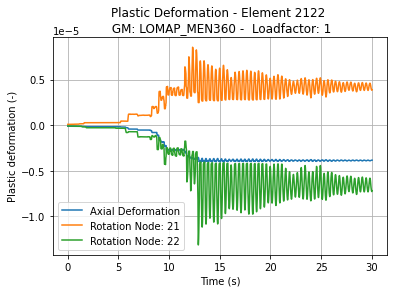 Plastic Deformation - Element 2122
GM: LOMAP_MEN360 -  Loadfactor: 1
1e−5
0.5
0.0
−0.5
−1.0
Plastic deformation (-)
Axial Deformation
Rotation Node: 21
Rotation Node: 22
0 5 10 15 20 25 30
Time (s)